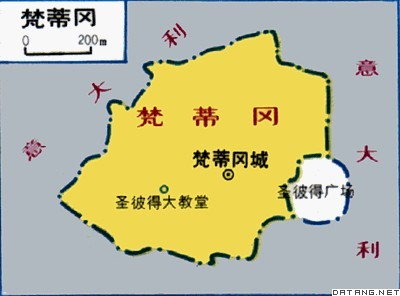 梵蒂冈
0 200m
意大利
意大利
梵蒂冈
梵蒂冈城
圣彼得广场
圣彼得大教堂
DATANG.NET